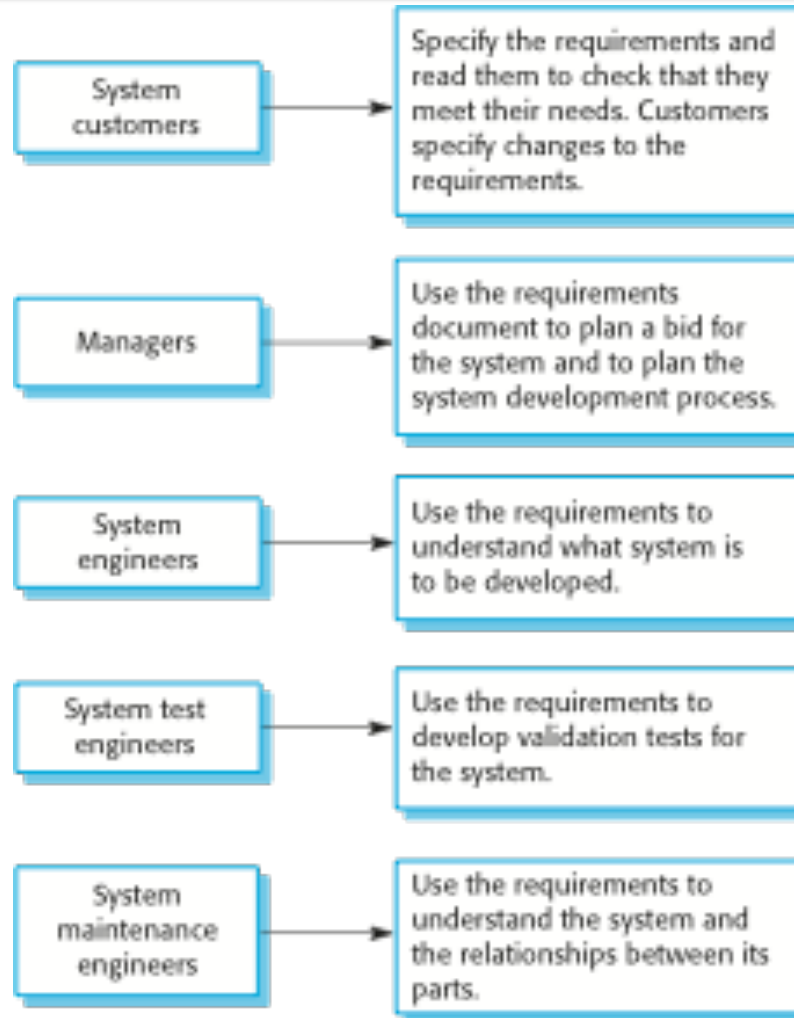 System
customers
Specify the requirements and
read them to check that they
meet their needs. Customers
specify changes to the
requirements.
Managers
Use the requirements
document to plan a bid for
the system and to plan the
system development process.
System
engineers
Use the requirements to
understand what system is
to be developed.
System test
engineers
Use the requirements to
develop validation tests for
the system.
System
maintenance
engineers
Use the requirements to
understand the system and
the relationships between its
parts.